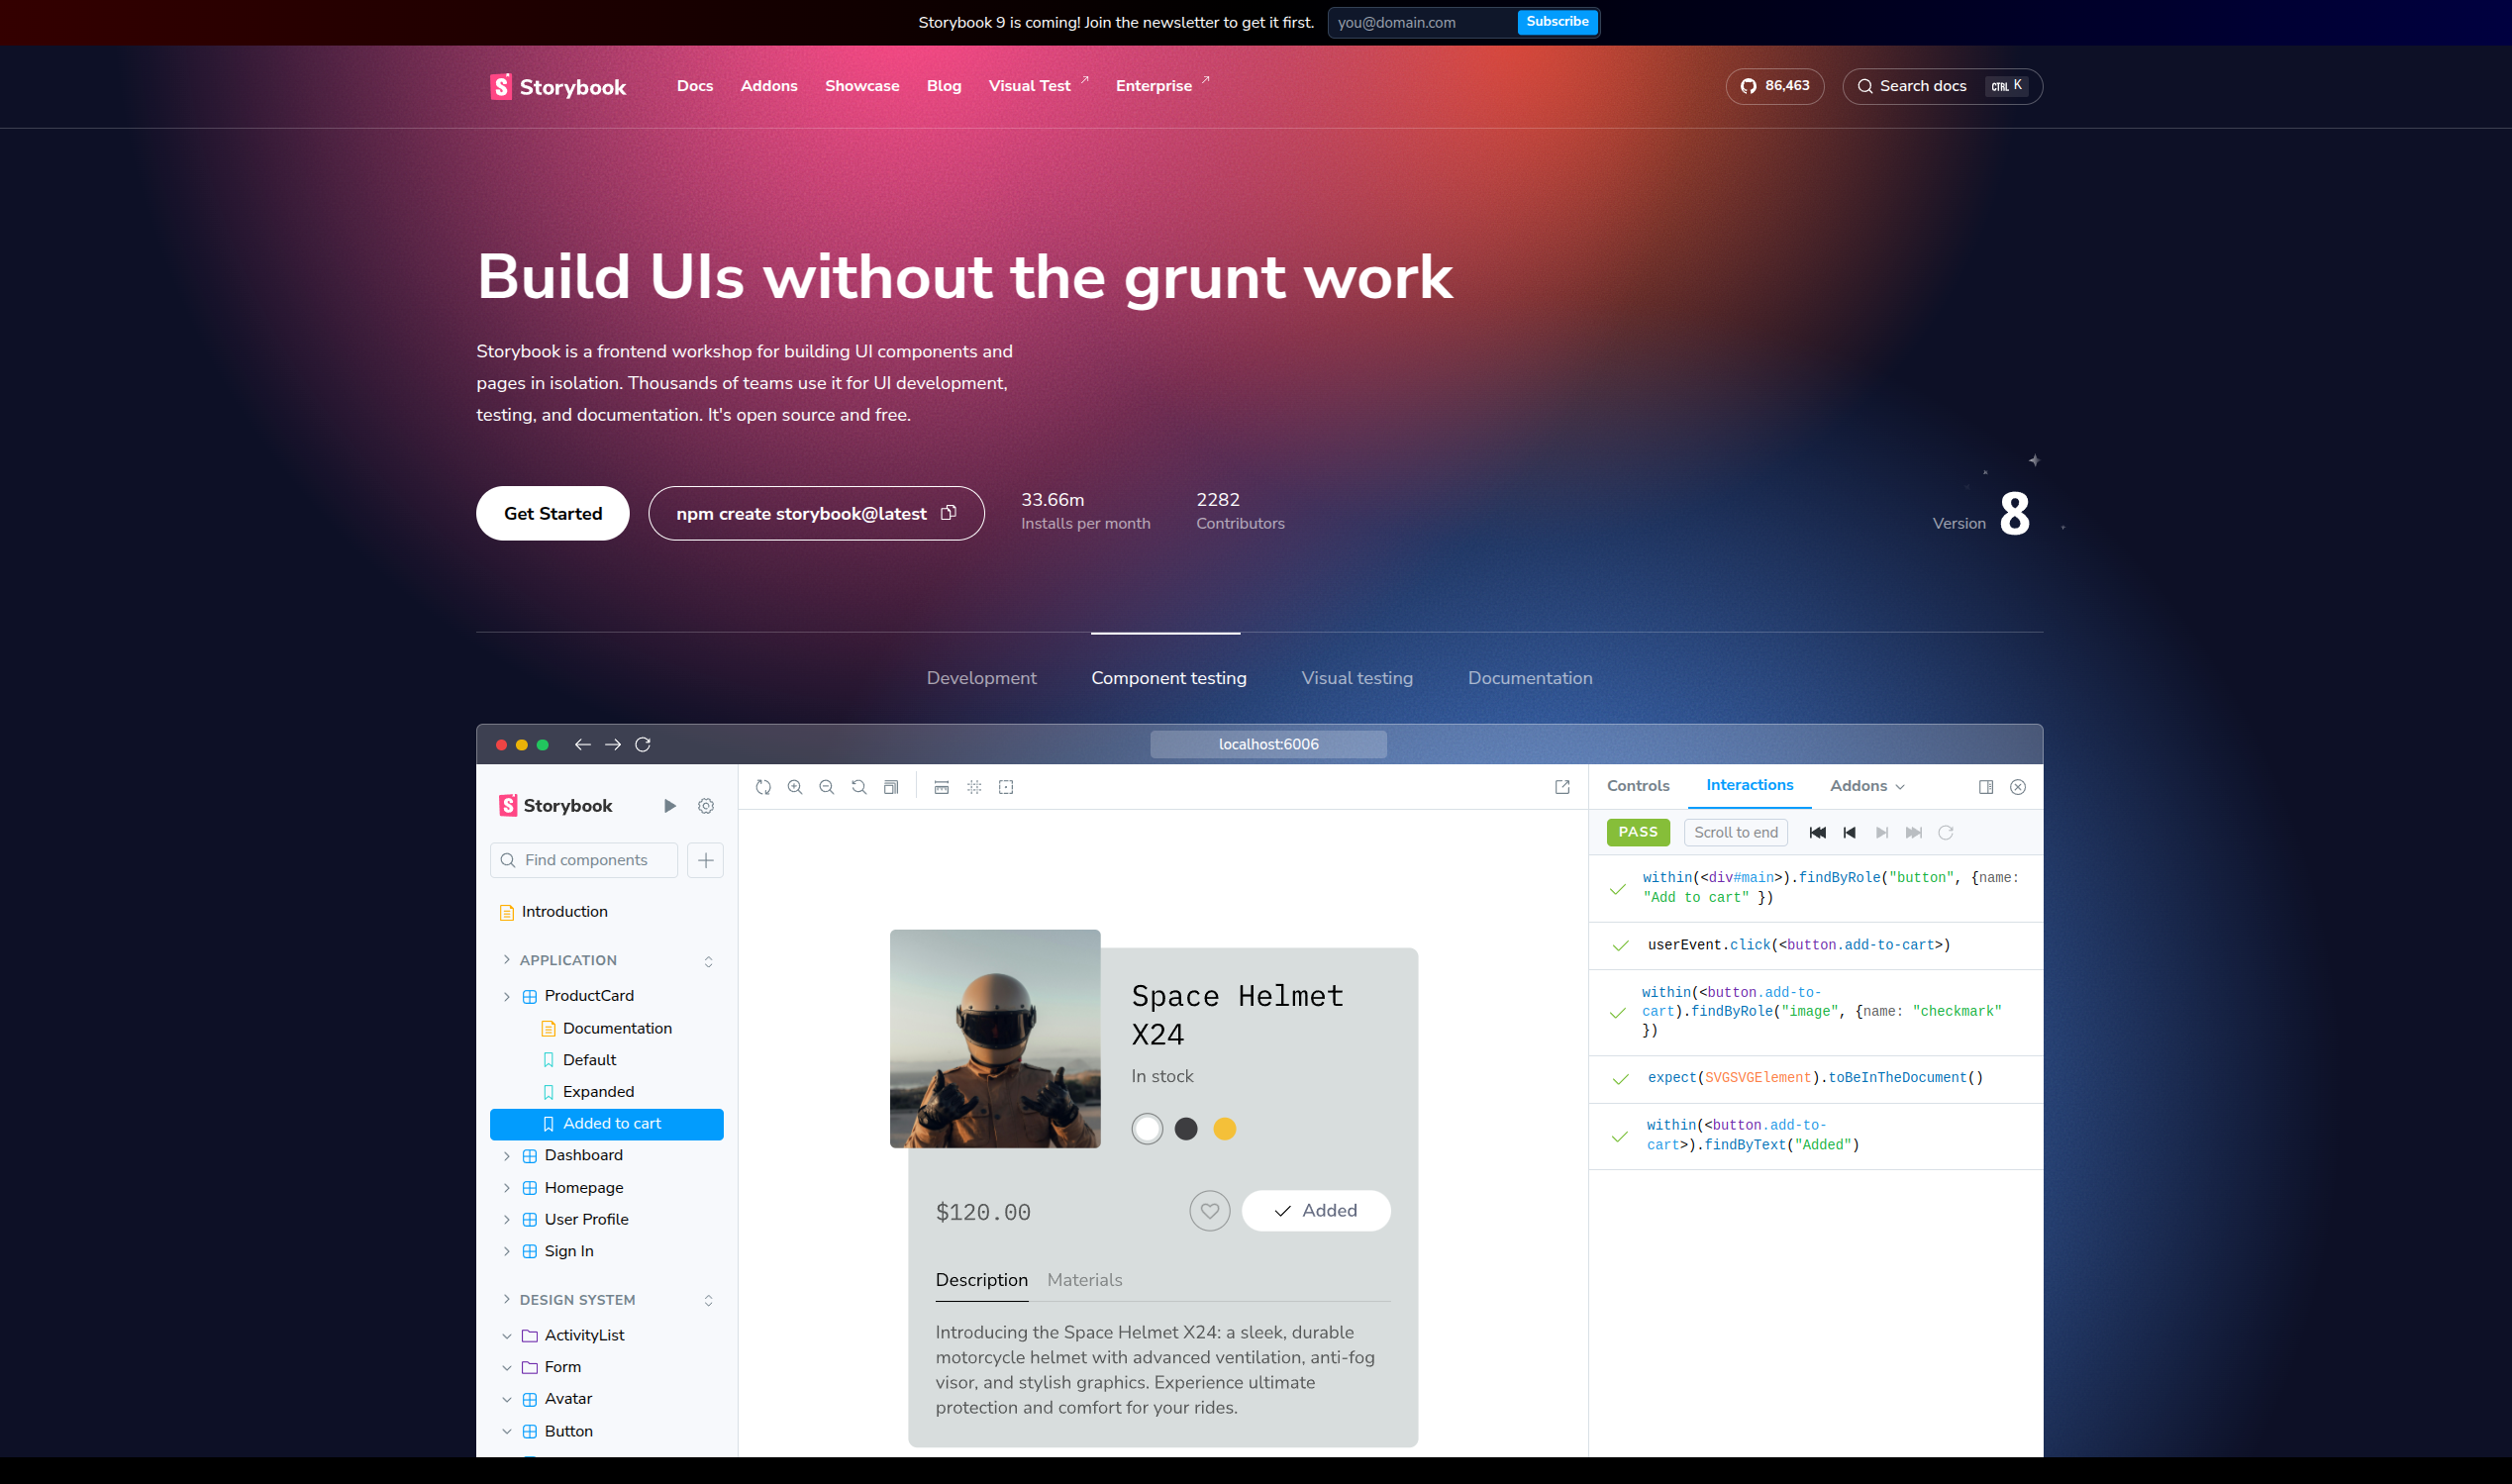 Storybook 9 is coming! Join the newsletter to get it first. you@domain.com Subscribe
Storybook Docs Addons Showcase Blog Visual Test Enterprise 86,463 Search docs CTRL K
Build UIs without the grunt work
Storybook is a frontend workshop for building UI components and
pages in isolation. Thousands of teams use it for UI development,
testing, and documentation. It's open source and free.
Get Started
npm create storybook@latest
33.66m
Installs per month
2282
Contributors
Version 8
Development Component testing Visual testing Documentation
localhost:6006
Storybook
Find components
Introduction
APPLICATION
ProductCard
Documentation
Default
Expanded
Added to cart
Dashboard
Homepage
User Profile
Sign In
DESIGN SYSTEM
ActivityList
Form
Avatar
Button
Space Helmet
X24
In stock
$120.00
Added
Description Materials
Introducing the Space Helmet X24: a sleek, durable
motorcycle helmet with advanced ventilation, anti-fog
visor, and stylish graphics. Experience ultimate
protection and comfort for your rides.
Controls Interactions Addons
PASS Scroll to end
within(<div#main>).findByRole("button", {name:
"Add to cart" })
userEvent.click(<button.add-to-cart>)
within(<button.add-to-
cart).findByRole("image", {name: "checkmark"
})
expect(SVGSVGElement).toBeInTheDocument()
within(<button.add-to-
cart>).findByText("Added")